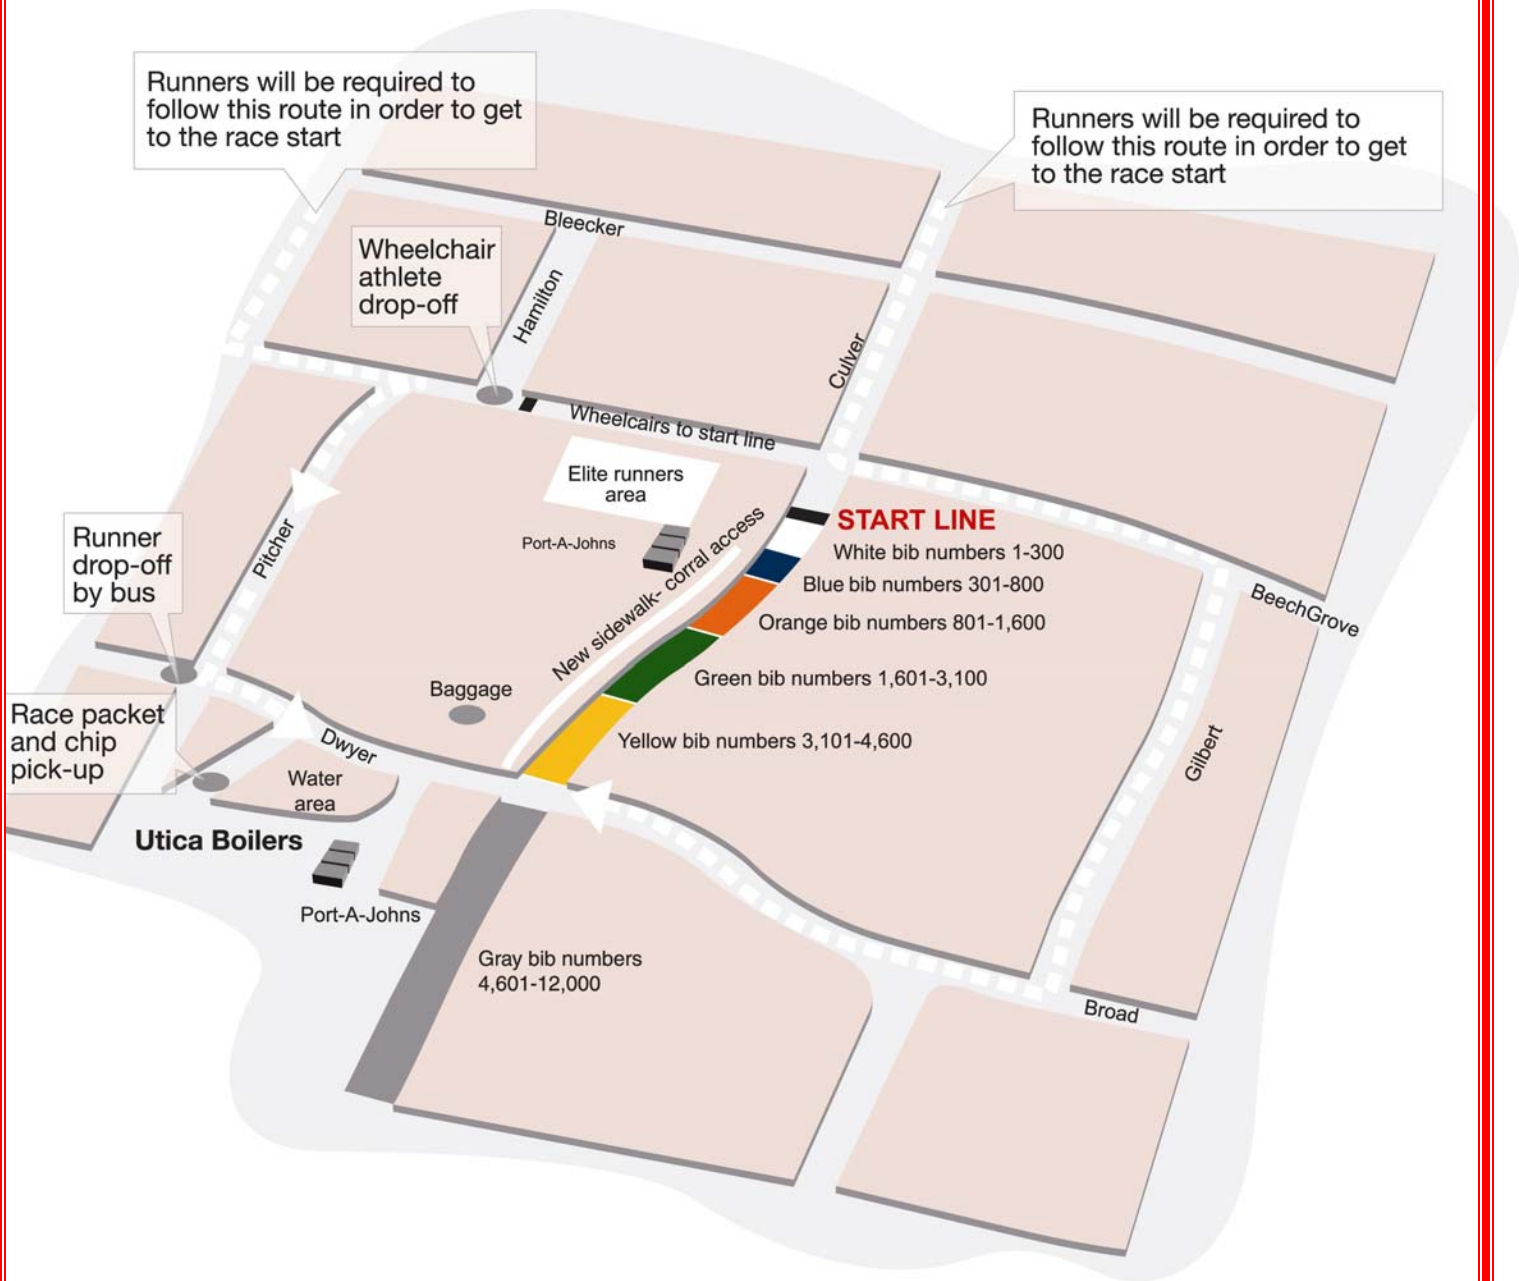 Runners will be required to
follow this route in order to get
to the race start
Runners will be required to
follow this route in order to get
to the race start
Bleecker
Wheelchair
athlete
drop-off
Hamilton
Culver
Wheelcairs to start line
Elite runners
area
Port-A-Johns
New sidewalk- corral access
START LINE
White bib numbers 1-300
Blue bib numbers 301-800
Orange bib numbers 801-1,600
Green bib numbers 1,601-3,100
Yellow bib numbers 3,101-4,600
BeechGrove
Pitcher
Runner
drop-off
by bus
Baggage
Race packet
and chip
pick-up
Dwyer
Water
area
Gilbert
Utica Boilers
Port-A-Johns
Gray bib numbers
4,601-12,000
Broad